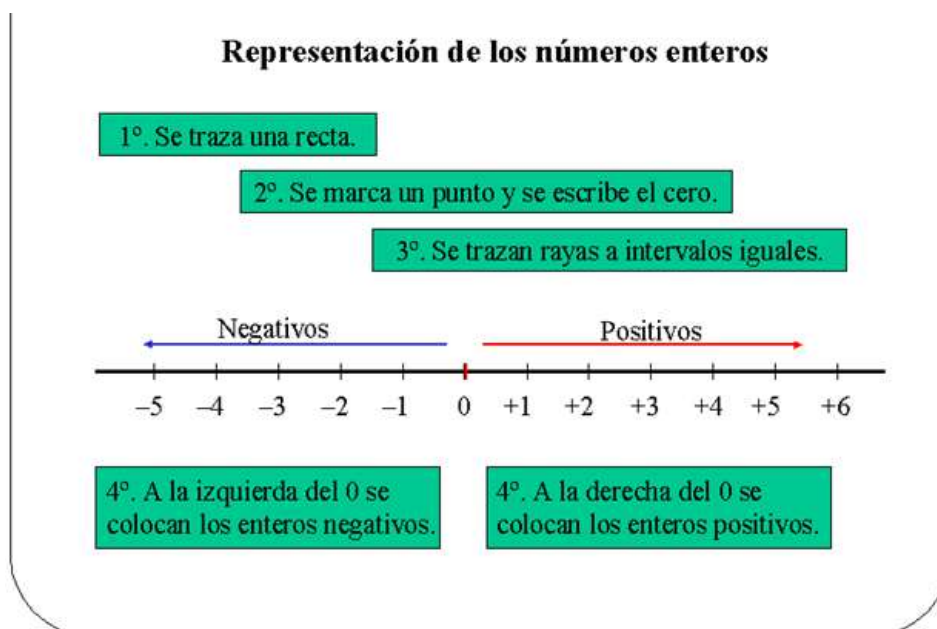 Representación de los números enteros
1º. Se traza una recta.
2º. Se marca un punto y se escribe el cero.
3º. Se trazan rayas a intervalos iguales.
Negativos Positivos
–5 –4 –3 –2 –1 0 +1 +2 +3 +4 +5 +6
4º. A la izquierda del 0 se
colocan los enteros negativos.
4º. A la derecha del 0 se
colocan los enteros positivos.